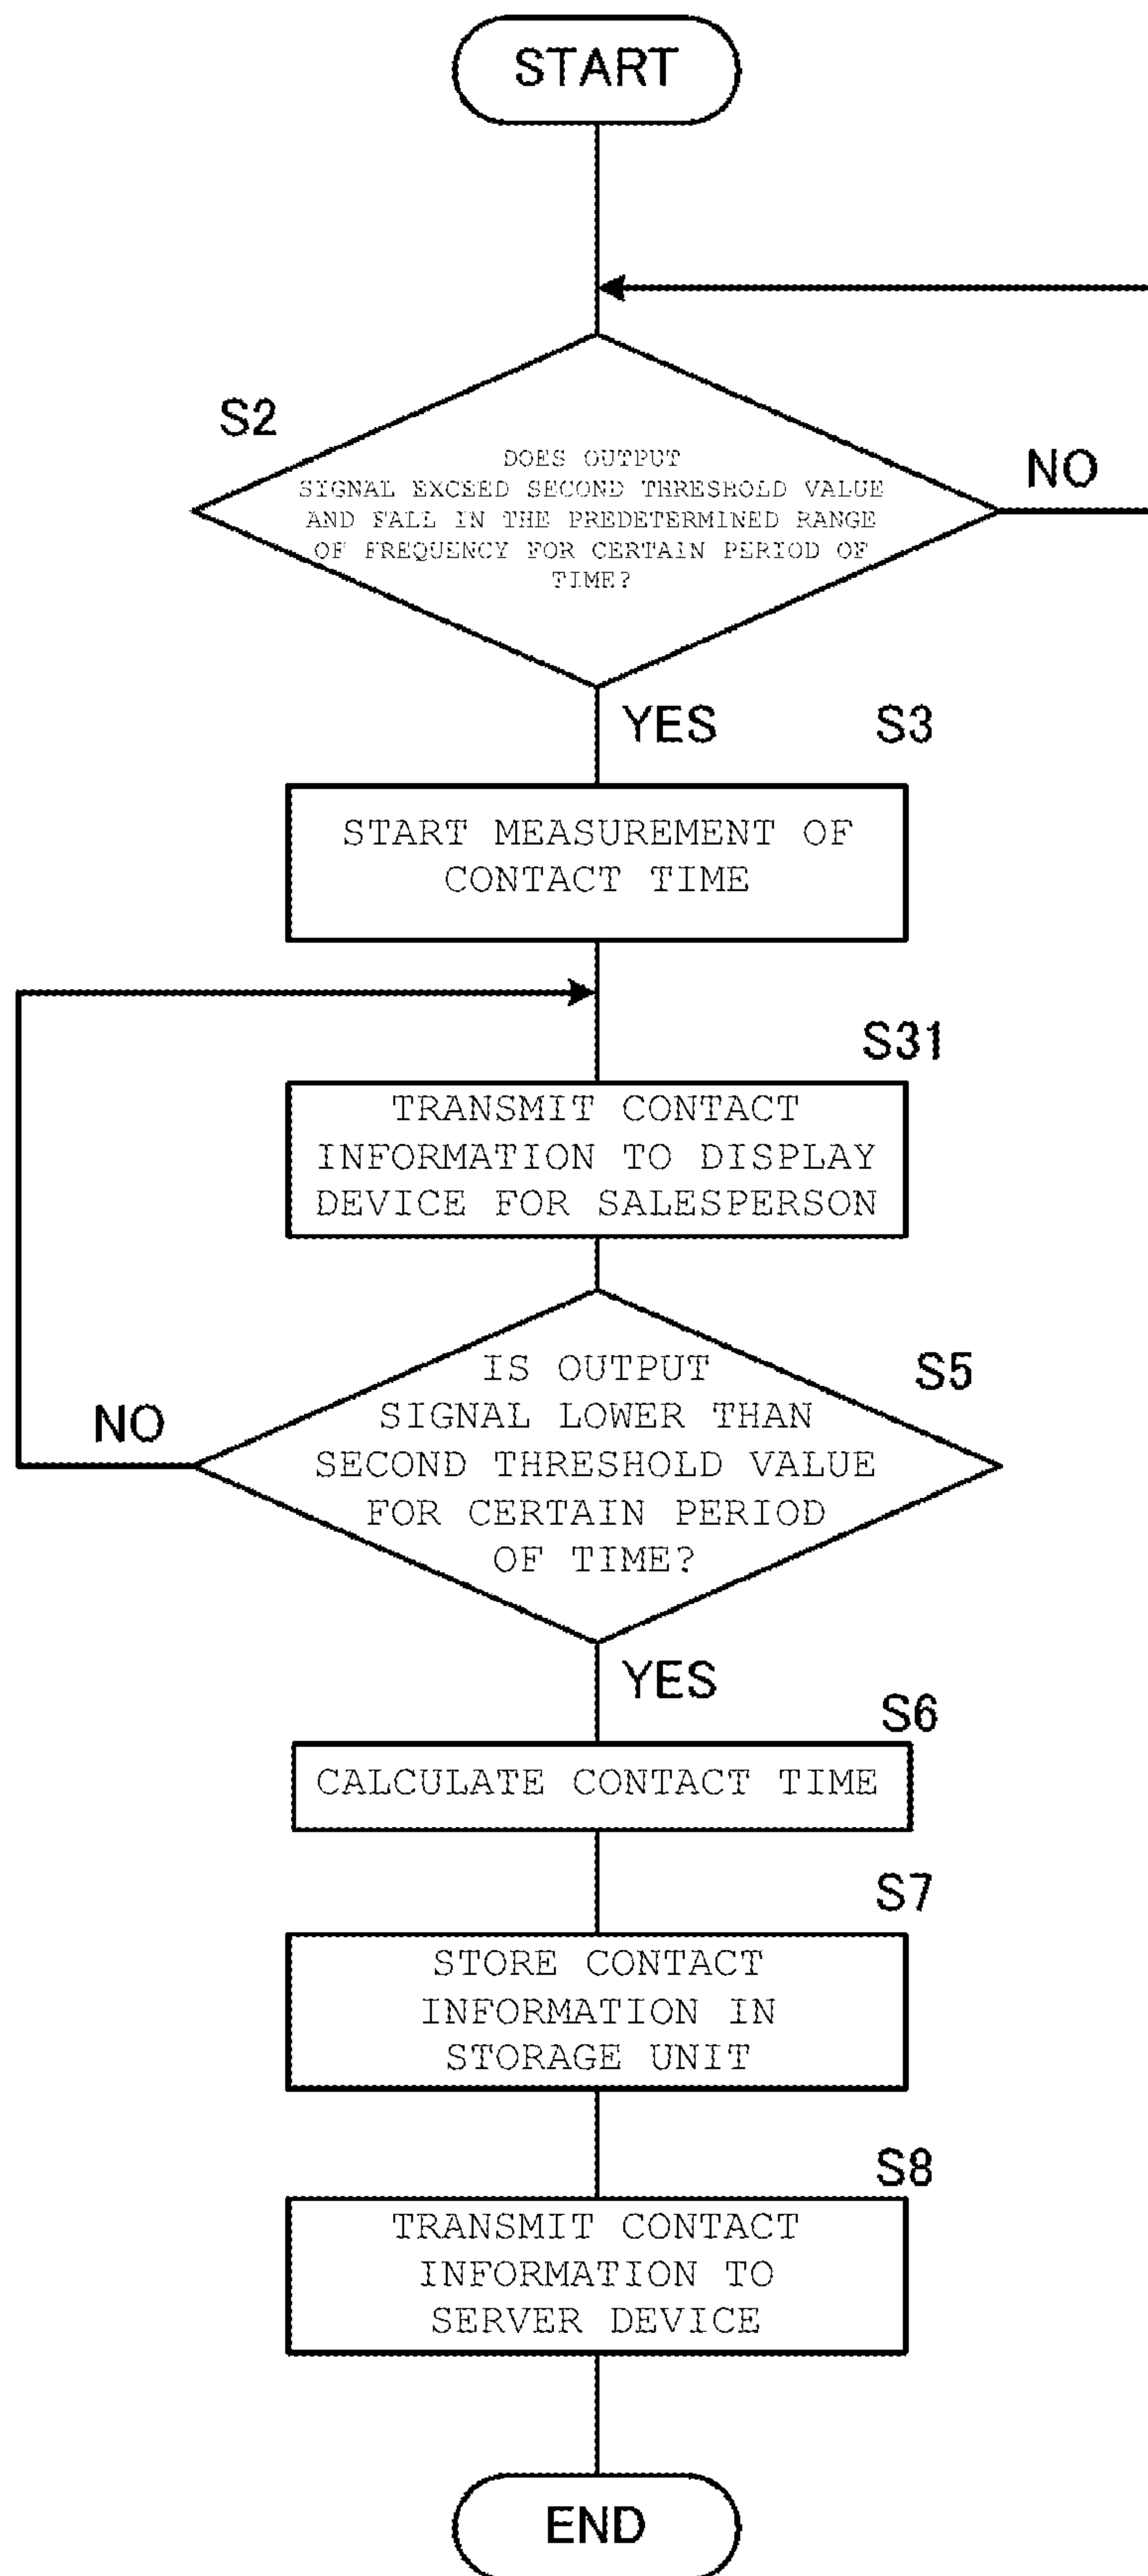 START
S2
DOES OUTPUT
SIGNAL EXCEED SECOND THRESHOLD VALUE
AND FALL IN THE PREDETERMINED RANGE
OF FREQUENCY FOR CERTAIN PERIOD OF
TIME?
NO
YES
S3
START MEASUREMENT OF
CONTACT TIME
S31
TRANSMIT CONTACT
INFORMATION TO DISPLAY
DEVICE FOR SALESPERSON
S5
IS OUTPUT
SIGNAL LOWER THAN
SECOND THRESHOLD VALUE
FOR CERTAIN PERIOD
OF TIME?
NO
YES
S6
CALCULATE CONTACT TIME
S7
STORE CONTACT
INFORMATION IN
STORAGE UNIT
S8
TRANSMIT CONTACT
INFORMATION TO
SERVER DEVICE
END